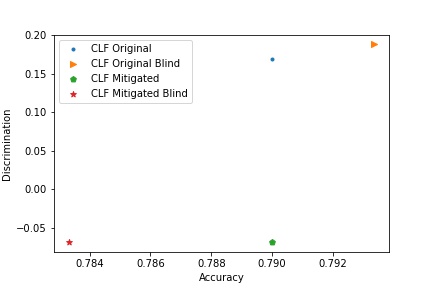 0.20
0.15
0.10
0.05
0.00
−0.05
Discrimination
CLF Original
CLF Original Blind
CLF Mitigated
CLF Mitigated Blind
0.784 0.786 0.788 0.790 0.792
Accuracy